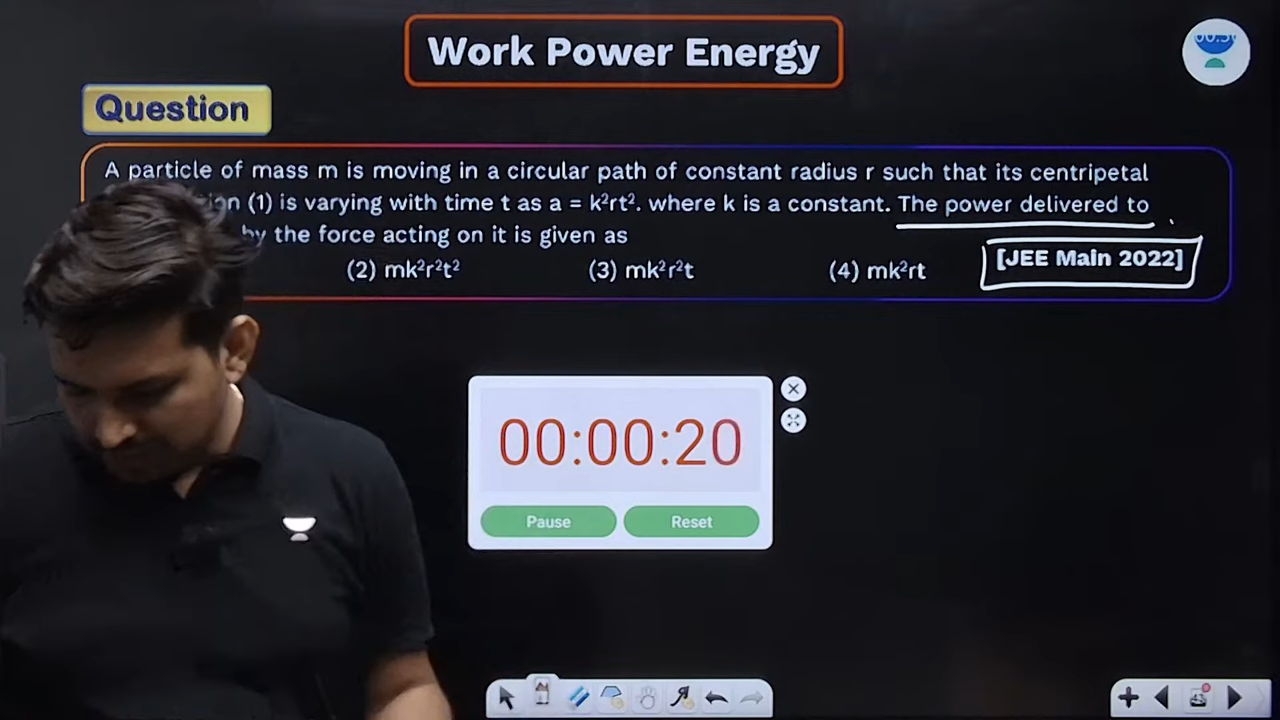 Work Power Energy
Question
A particle of mass m is moving in a circular path of constant radius r such that its centripetal
(1) is varying with time t as a = k²rt². where k is a constant. The power delivered to
by the force acting on it is given as
(2) mk²r²t² (3) mk²r²t (4) mk²rt [JEE Main 2022]
00:00:20
Pause Reset